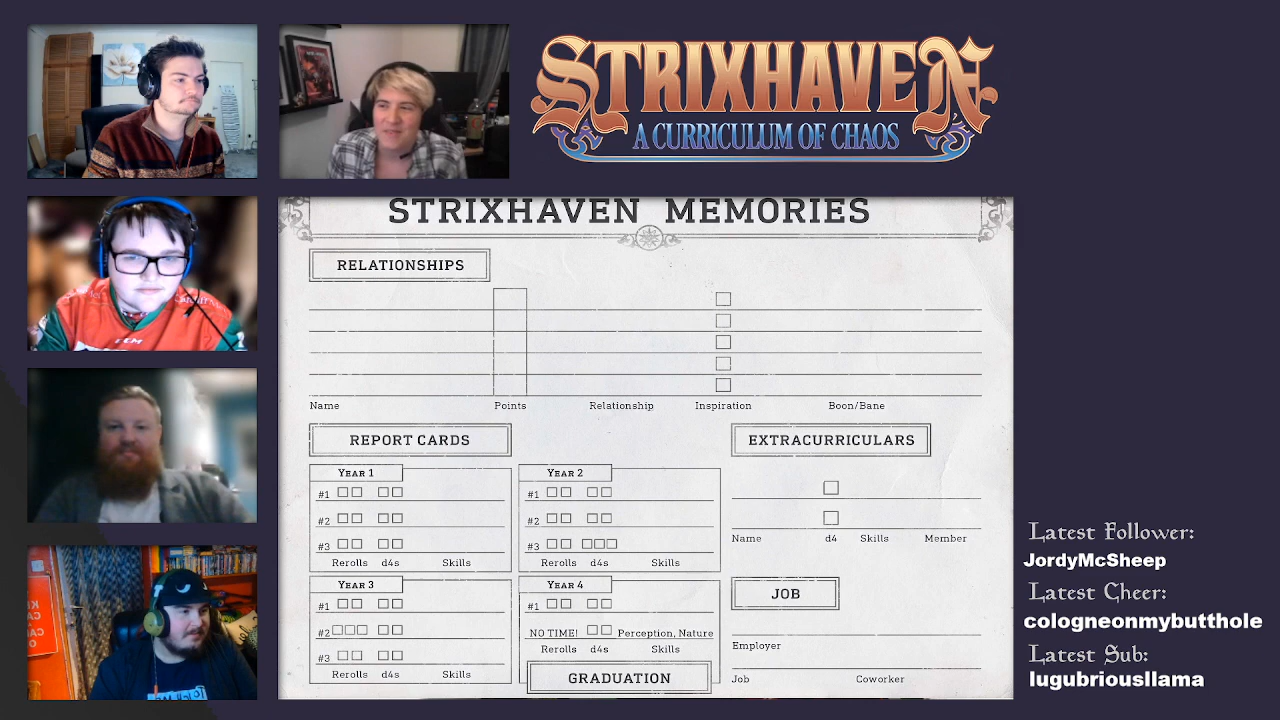 STRIXHAVEN
A CURRICULUM OF CHAOS
STRIXHAVEN MEMORIES
RELATIONSHIPS
Name Points Relationship Inspiration Boon/Bane
REPORT CARDS
EXTRACURRICULARS
YEAR 1
YEAR 2
#1
#1
#2
#2
#3
#3
Rerolls d4s Skills
Rerolls d4s Skills
Name d4 Skills Member
YEAR 3
YEAR 4
JOB
#1
#1
#2
NO TIME! Perception, Nature
#3
Rerolls d4s Skills
Rerolls d4s Skills
GRADUATION
Employer
Job Coworker
Latest Follower:
JordyMcSheep
Latest Cheer:
cologneonmybutthole
Latest Sub:
lugubriousllama